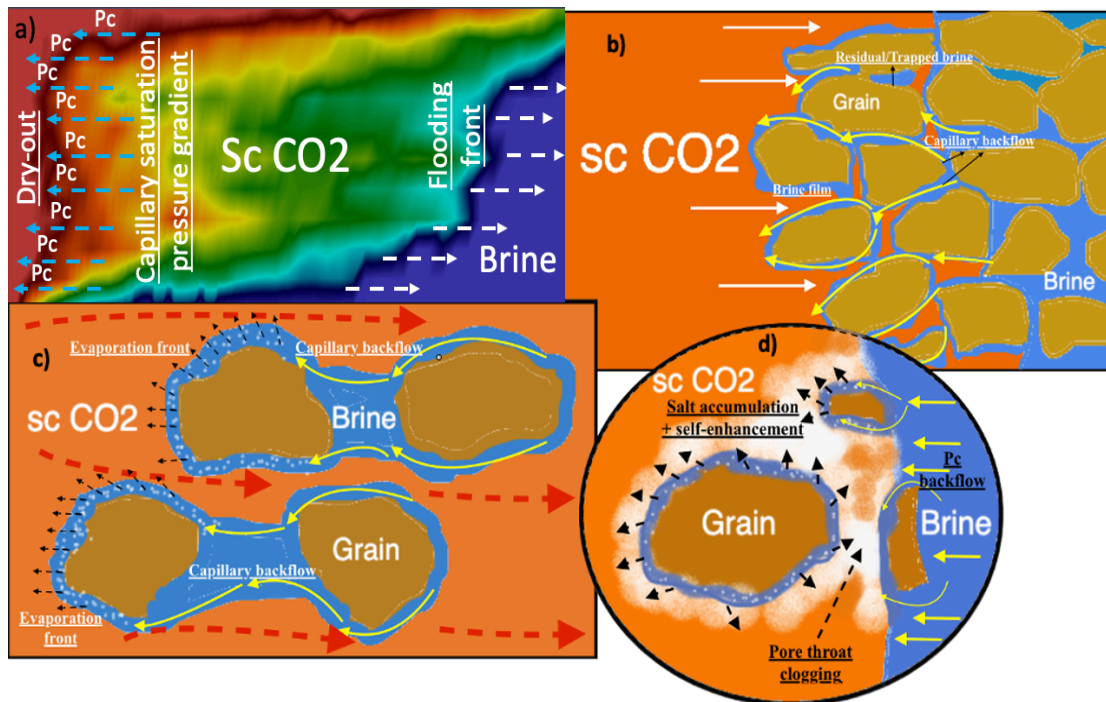 a)
Pc
Pc
Pc
Pc
Pc
Pc
Pc
Pc
Pc
Dry-out
Capillary saturation
pressure gradient
Sc CO2
Flooding
front
Brine
b)
Residual/Trapped brine
Grain
sc CO2
Capillary backflow
Brine film
Brine
c)
Evaporation front
Capillary backflow
sc CO2
Brine
Grain
Capillary backflow
Evaporation
front
d)
sc CO2
Salt accumulation
+ self-enhancement
Pc
backflow
Grain
Brine
Pore throat
clogging